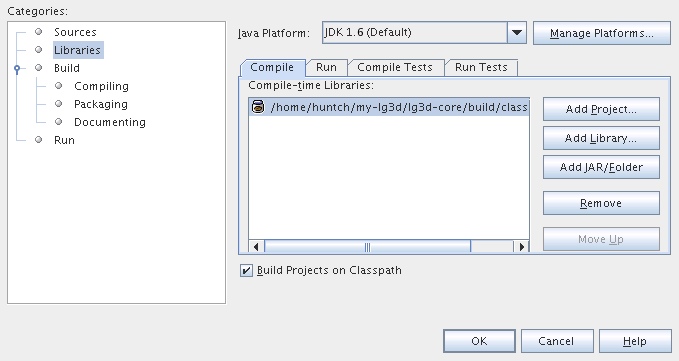 Categories:
Sources
Libraries
Build
Compiling
Packaging
Documenting
Run
Java Platform: JDK 1.6 (Default) Manage Platforms...
Compile Run Compile Tests Run Tests
Compile-time Libraries:
/home/huntch/my-lg3d/lg3d-core/build/class
Add Project...
Add Library...
Add JAR/Folder
Remove
Move Up
Build Projects on Classpath
OK Cancel Help